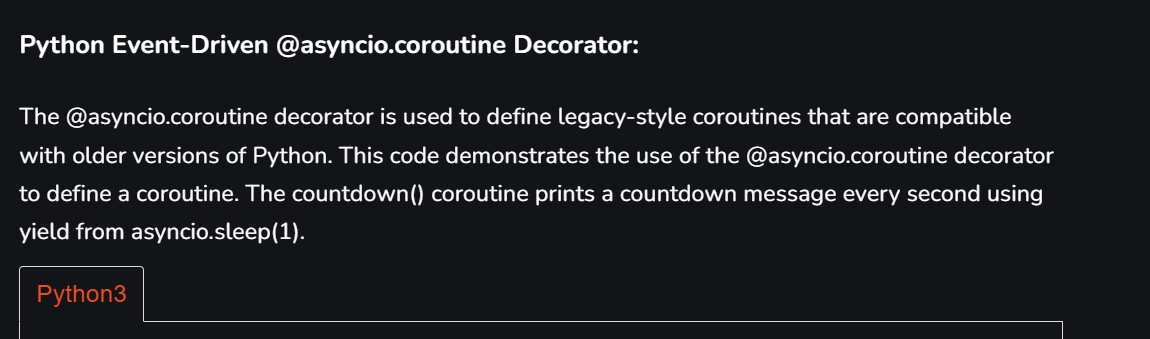 Python Event-Driven @asyncio.coroutine Decorator:
The @asyncio.coroutine decorator is used to define legacy-style coroutines that are compatible
with older versions of Python. This code demonstrates the use of the @asyncio.coroutine decorator
to define a coroutine. The countdown() coroutine prints a countdown message every second using
yield from asyncio.sleep(1).
Python3